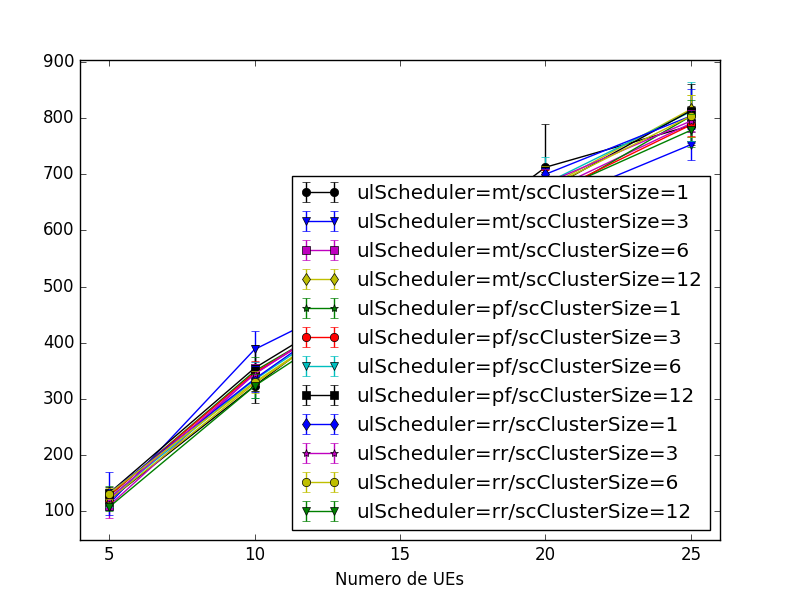 900
800
700
600
500
400
300
200
100
ulScheduler=mt/scClusterSize=1
ulScheduler=mt/scClusterSize=3
ulScheduler=mt/scClusterSize=6
ulScheduler=mt/scClusterSize=12
ulScheduler=pf/scClusterSize=1
ulScheduler=pf/scClusterSize=3
ulScheduler=pf/scClusterSize=6
ulScheduler=pf/scClusterSize=12
ulScheduler=rr/scClusterSize=1
ulScheduler=rr/scClusterSize=3
ulScheduler=rr/scClusterSize=6
ulScheduler=rr/scClusterSize=12
5 10 15 20 25
Numero de UEs